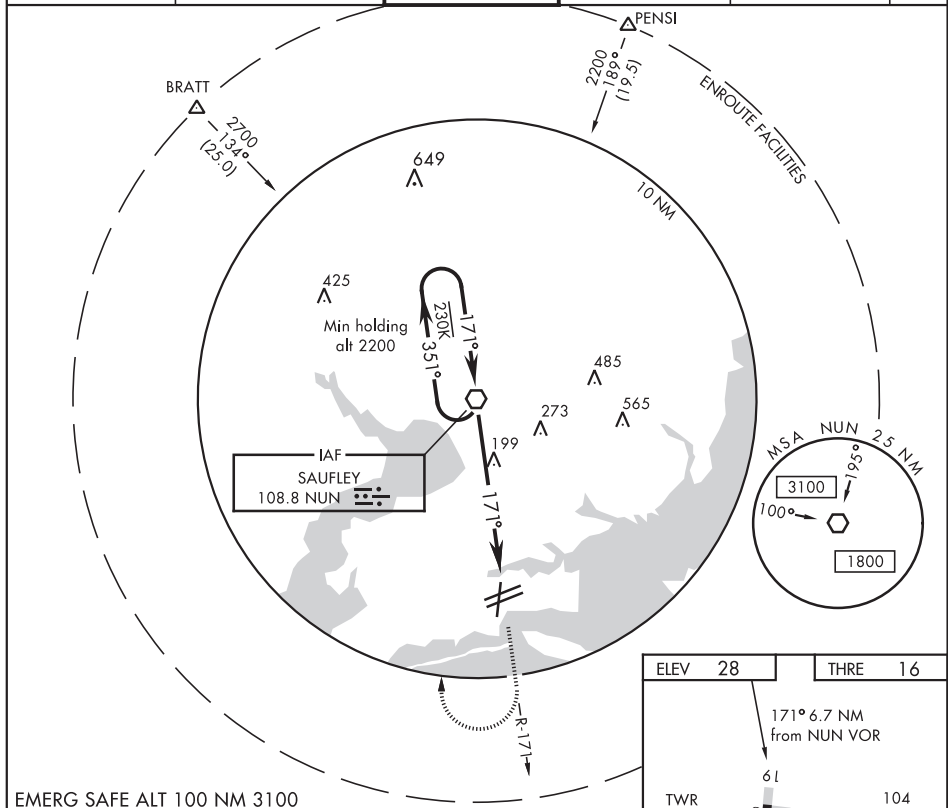 PENSI
2200
189°
(19.5)
ENROUTE FACILITIES
BRATT
2700
134°
(25.0)
649
10 NM
425
Min holding
alt 2200
230K
171°
351°
485
273
565
199
IAF
SAUFLEY
108.8 NUN
171°
MSA NUN 25 NM
195°
3100
100°
1800
R-171
ELEV 28
THRE 16
171° 6.7 NM
from NUN VOR
19
TWR
104
EMERG SAFE ALT 100 NM 3100